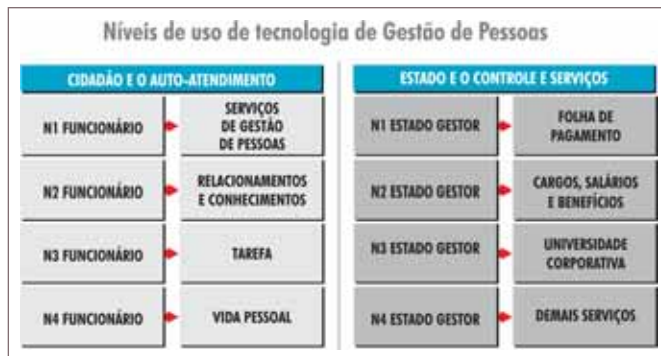 Níveis de uso de tecnologia de Gestão de Pessoas
CIDADÃO E O AUTO-ATENDIMENTO
N1 FUNCIONÁRIO
SERVIÇOS
DE GESTÃO
DE PESSOAS
N2 FUNCIONÁRIO
RELACIONAMENTOS
E CONHECIMENTOS
N3 FUNCIONÁRIO
TAREFA
N4 FUNCIONÁRIO
VIDA PESSOAL
ESTADO E O CONTROLE E SERVIÇOS
N1 ESTADO GESTOR
FOLHA DE
PAGAMENTO
N2 ESTADO GESTOR
CARGOS, SALÁRIOS
E BENEFÍCIOS
N3 ESTADO GESTOR
UNIVERSIDADE
CORPORATIVA
N4 ESTADO GESTOR
DEMAIS SERVIÇOS